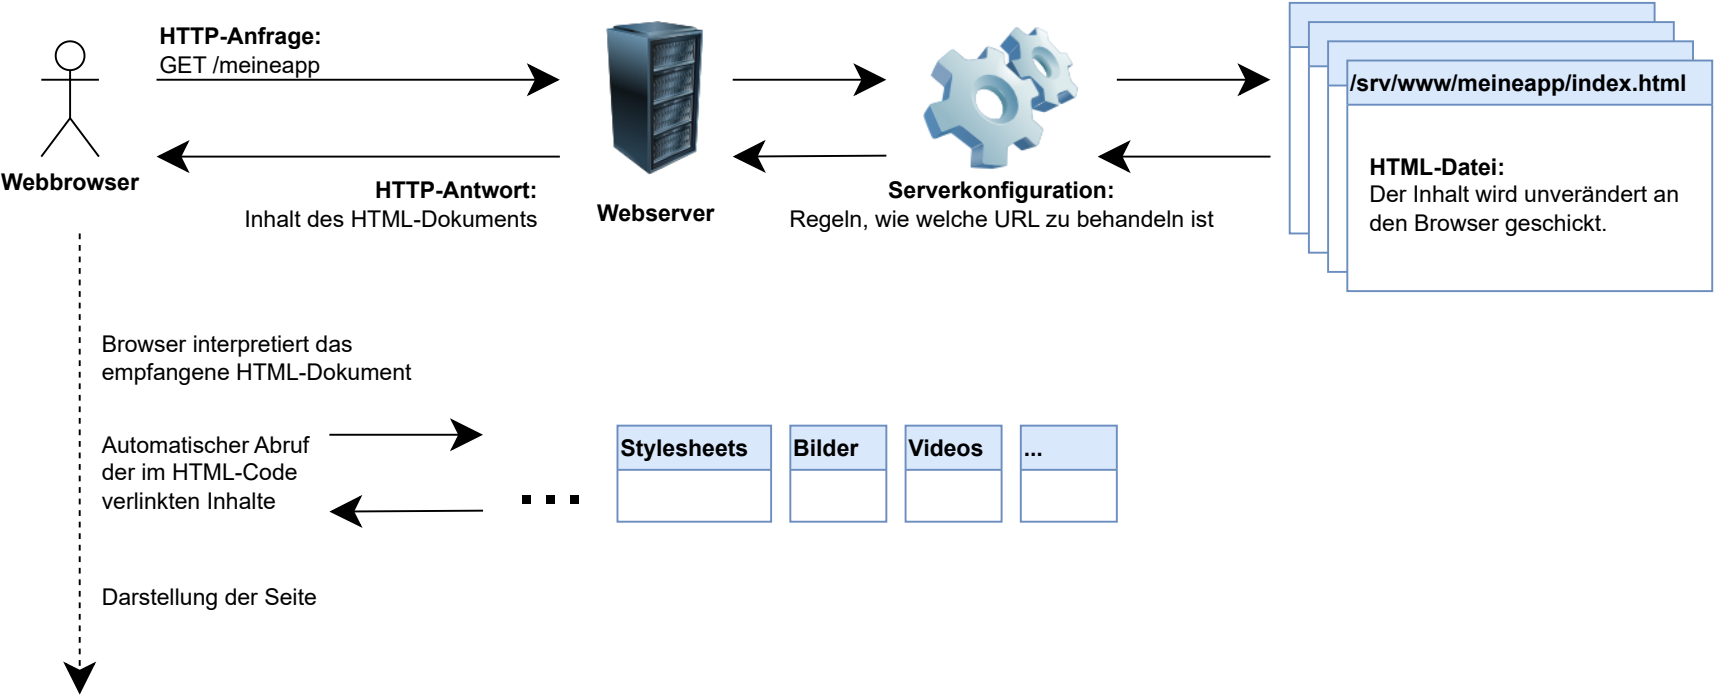 HTTP-Anfrage:
GET /meineapp
Webbrowser
HTTP-Antwort:
Inhalt des HTML-Dokuments
Webserver
Serverkonfiguration:
Regeln, wie welche URL zu behandeln ist
/srv/www/meineapp/index.html
HTML-Datei:
Der Inhalt wird unverändert an
den Browser geschickt.
Browser interpretiert das
empfangene HTML-Dokument
Automatischer Abruf
der im HTML-Code
verlinkten Inhalte
...
Stylesheets
Bilder
Videos
...
Darstellung der Seite